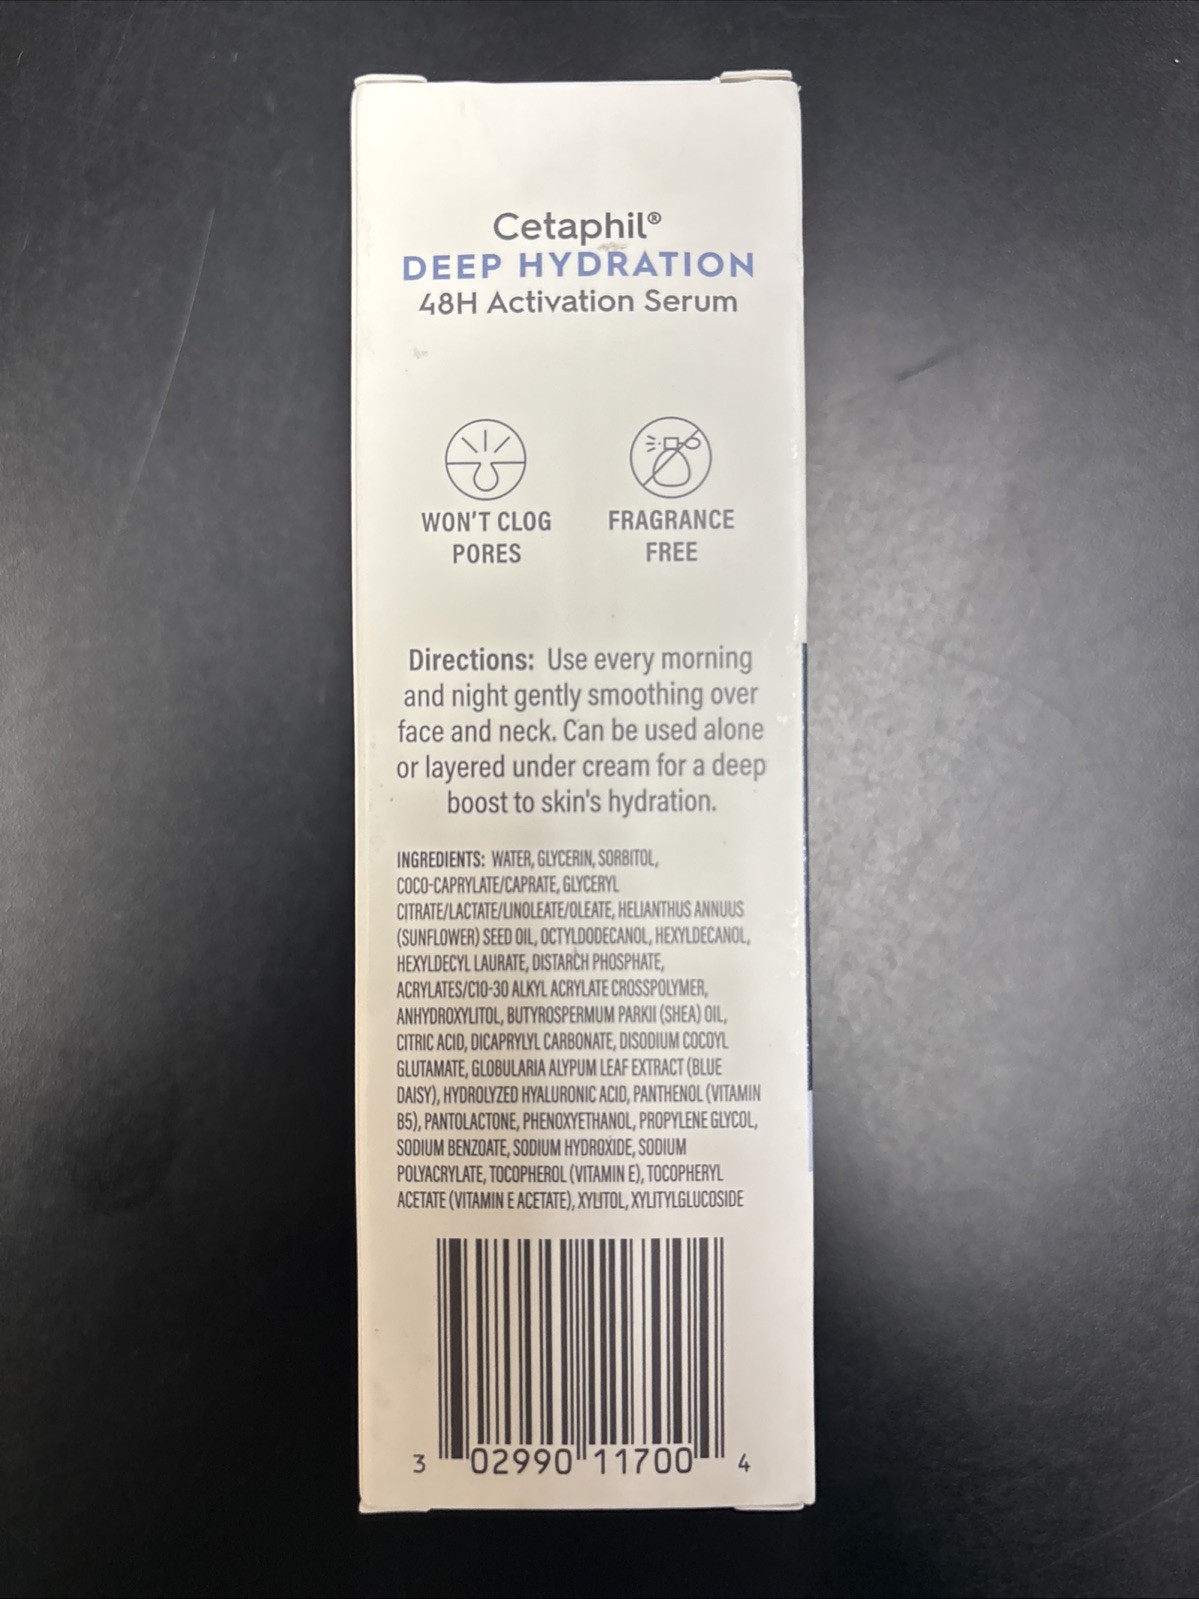 Cetaphil®
DEEP HYDRATION
48H Activation Serum
WON'T CLOG
PORES
FRAGRANCE
FREE
Directions: Use every morning
and night gently smoothing over
face and neck. Can be used alone
or layered under cream for a deep
boost to skin's hydration.
INGREDIENTS: WATER, GLYCERIN, SORBITOL,
COCO-CAPRYLATE/CAPRATE, GLYCERYL
CITRATE/LACTATE/LINOLEATE/OLEATE, HELIANTHUS ANNUUS
(SUNFLOWER) SEED OIL, OCTYLDODECANOL, HEXYLDECANOL,
HEXYLDECYL LAURATE, DISTARCH PHOSPHATE,
ACRYLATES/C10-30 ALKYL ACRYLATE CROSSPOLYMER,
ANHYDROXYLITOL, BUTYROSPERMUM PARKII (SHEA) OIL,
CITRIC ACID, DICAPRYLYL CARBONATE, DISODIUM COCOYL
GLUTAMATE, GLOBULARIA ALYPUM LEAF EXTRACT (BLUE
DAISY), HYDROLYZED HYALURONIC ACID, PANTHENOL (VITAMIN
B5), PANTOLACTONE, PHENOXYETHANOL, PROPYLENE GLYCOL,
SODIUM BENZOATE, SODIUM HYDROXIDE, SODIUM
POLYACRYLATE, TOCOPHEROL (VITAMIN E), TOCOPHERYL
ACETATE (VITAMIN E ACETATE), XYLITOL, XYLITYLGLUCOSIDE
3 02990 11700 4